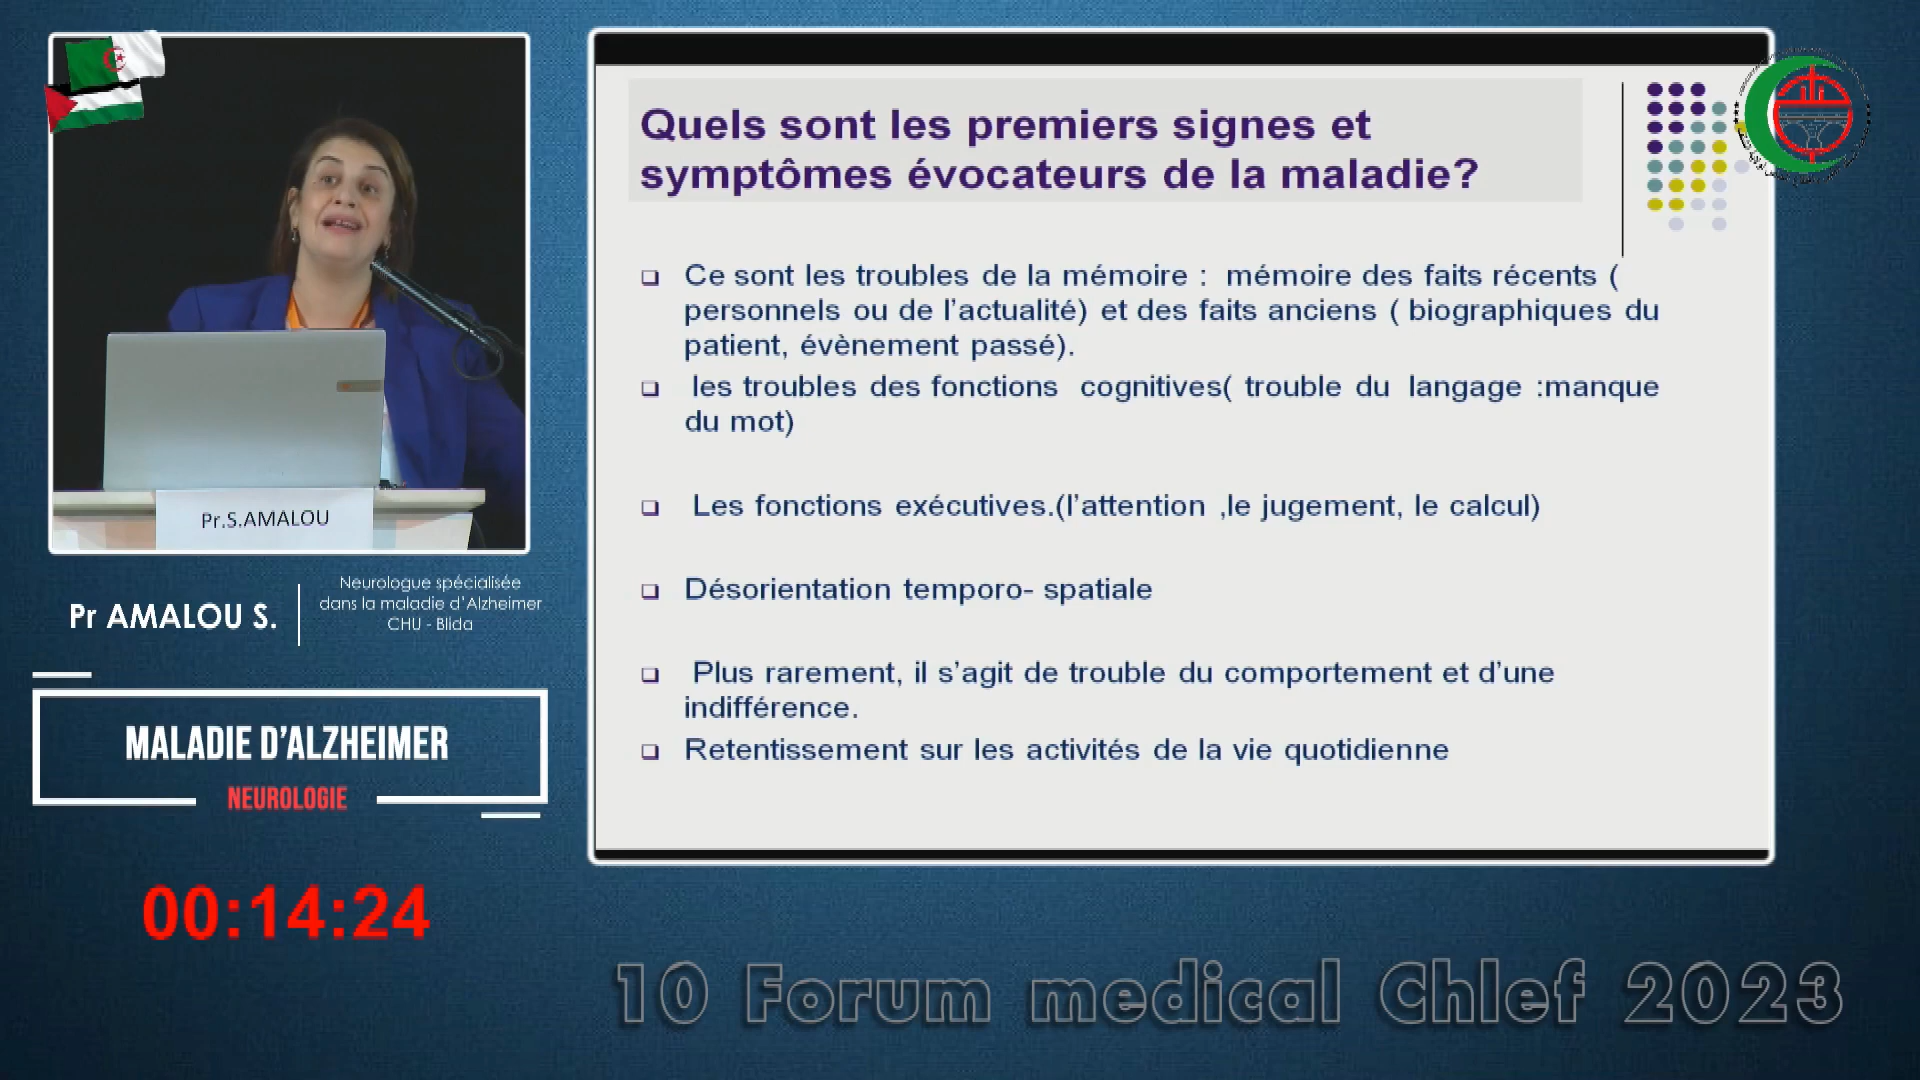 Quels sont les premiers signes et
symptômes évocateurs de la maladie?
❑ Ce sont les troubles de la mémoire : mémoire des faits récents (
personnels ou de l'actualité) et des faits anciens ( biographiques du
patient, évènement passé).
❑ les troubles des fonctions cognitives( trouble du langage :manque
du mot)
❑ Les fonctions exécutives.(l'attention ,le jugement, le calcul)
❑ Désorientation temporo- spatiale
❑ Plus rarement, il s'agit de trouble du comportement et d'une
indifférence.
❑ Retentissement sur les activités de la vie quotidienne
Pr.S.AMALOU
Pr AMALOU S.
Neurologue spécialisée
dans la maladie d'Alzheimer
CHU - Blida
MALADIE D'ALZHEIMER
NEUROLOGIE
00:14:24
10 Forum medical Chlef 2023